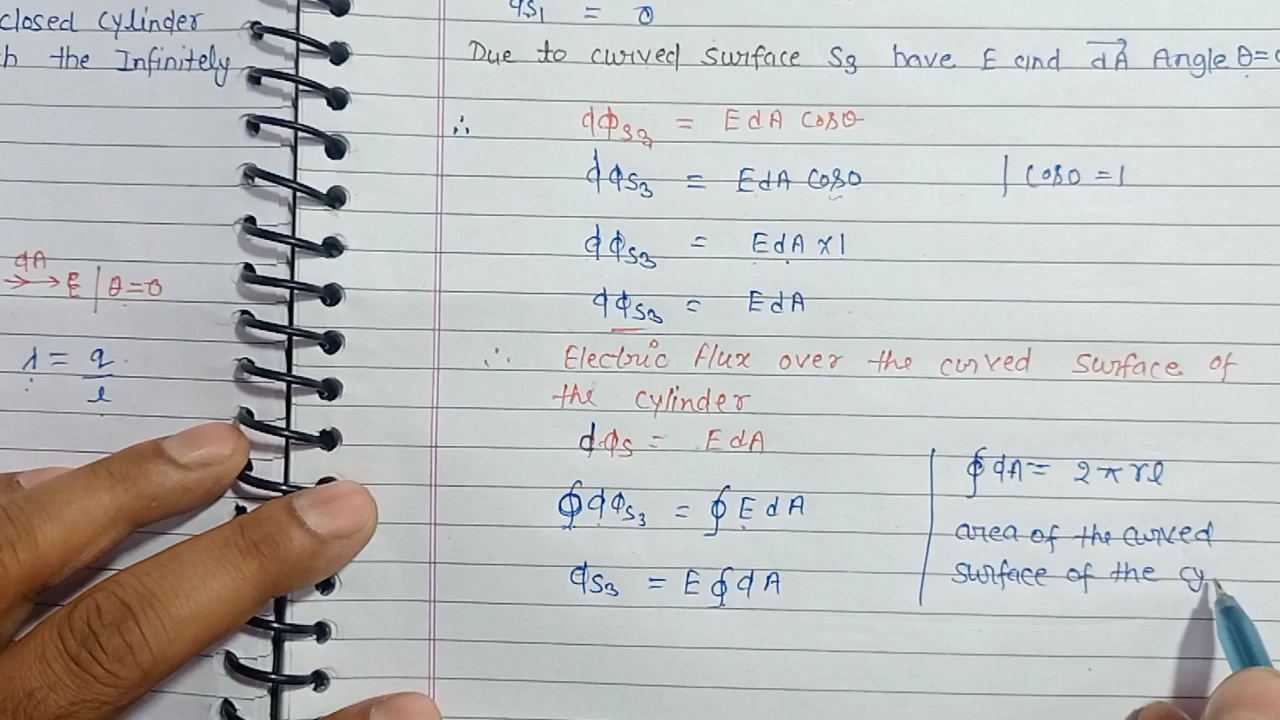 closed cylinder
h the Infinitely
dA
→→ E | θ=0
λ = q
l
ϕS1 = 0
Due to curved surface S3 have E and dA Angle θ=
∴ dϕS3 = EdA cosθ
dϕS3 = EdA cos0 | cos0 = 1
dϕS3 = EdA × 1
dϕS3 = EdA
∴ Electric flux over the curved surface of
the cylinder
dϕS = EdA
∮dϕS3 = ∮EdA
ϕS3 = E∮dA
∮dA = 2πrl
area of the curved
surface of the cy